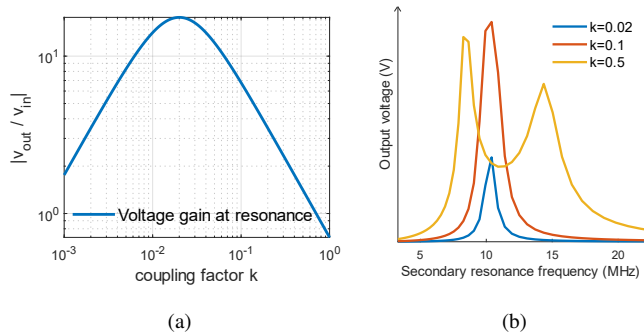 10¹
10⁰
|v_out / v_in|
Voltage gain at resonance
10⁻³
10⁻²
10⁻¹
10⁰
coupling factor k
(a)
Output voltage (V)
k=0.02
k=0.1
k=0.5
5
10
15
20
Secondary resonance frequency (MHz)
(b)